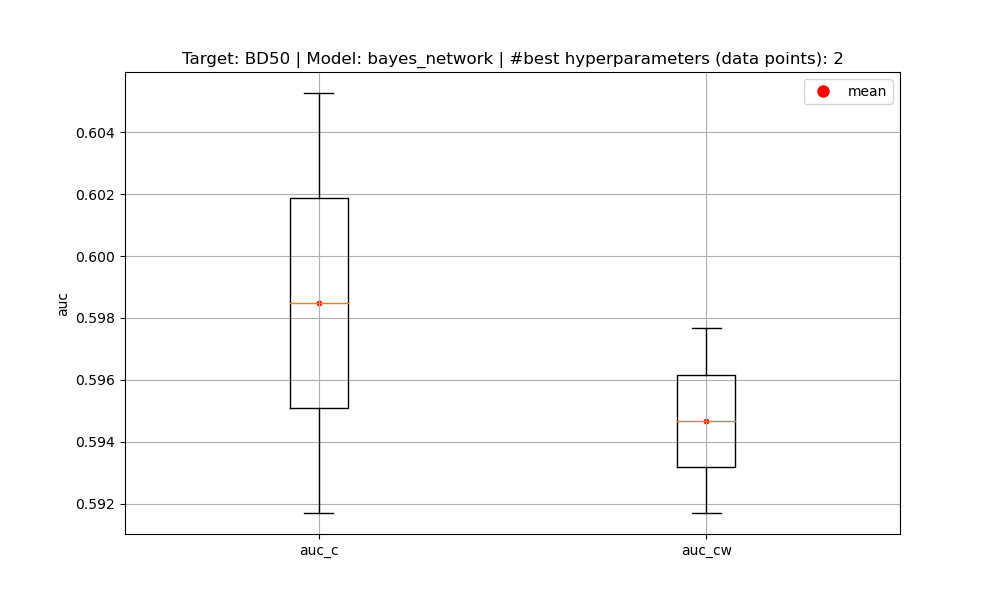 Target: BD50 | Model: bayes_network | #best hyperparameters (data points): 2
mean
0.604
0.602
0.600
0.598
0.596
0.594
0.592
auc
auc_c
auc_cw